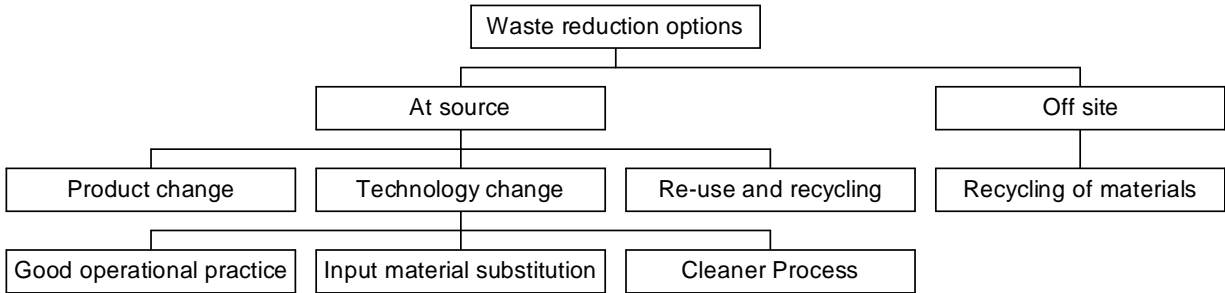 Waste reduction options
At source
Off site
Product change
Technology change
Re-use and recycling
Recycling of materials
Good operational practice
Input material substitution
Cleaner Process